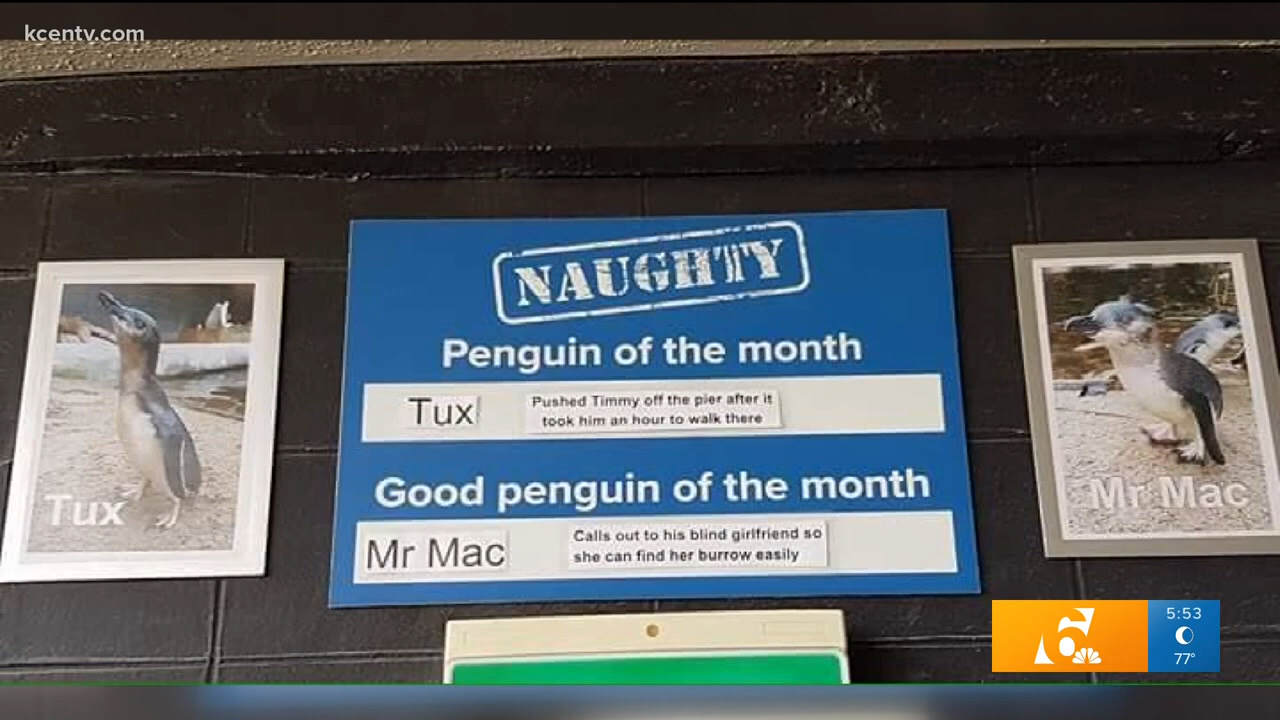 kcentv.com
NAUGHTY
Penguin of the month
Tux
Pushed Timmy off the pier after it
took him an hour to walk there
Good penguin of the month
Mr Mac
Calls out to his blind girlfriend so
she can find her burrow easily
Tux
Mr Mac
6
5:53
77°